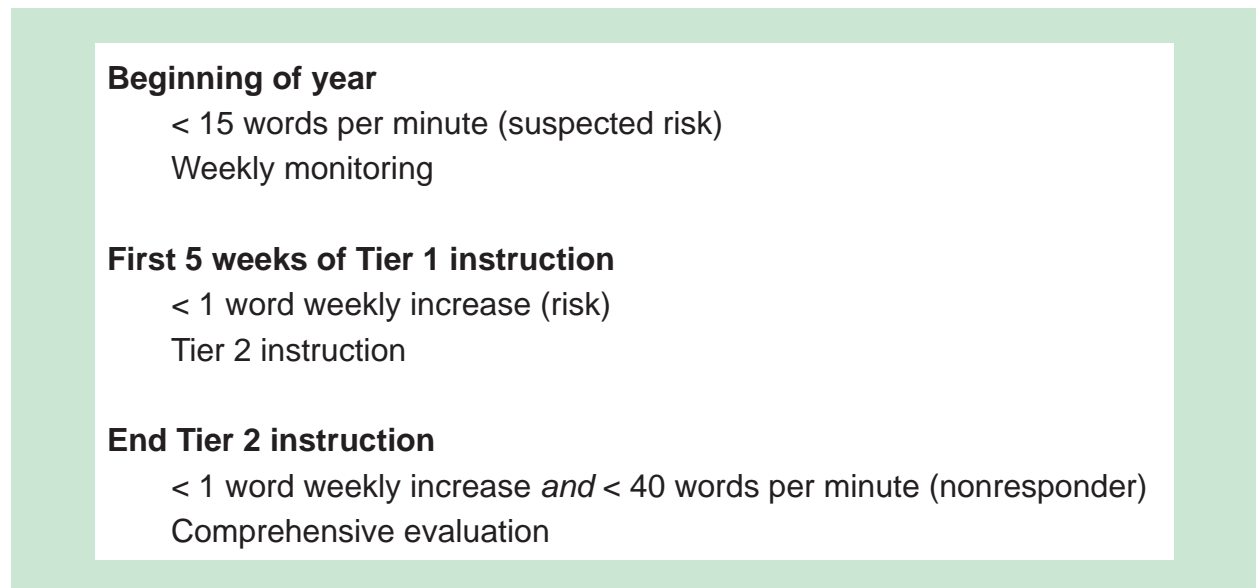 Beginning of year
< 15 words per minute (suspected risk)
Weekly monitoring
First 5 weeks of Tier 1 instruction
< 1 word weekly increase (risk)
Tier 2 instruction
End Tier 2 instruction
< 1 word weekly increase and < 40 words per minute (nonresponder)
Comprehensive evaluation